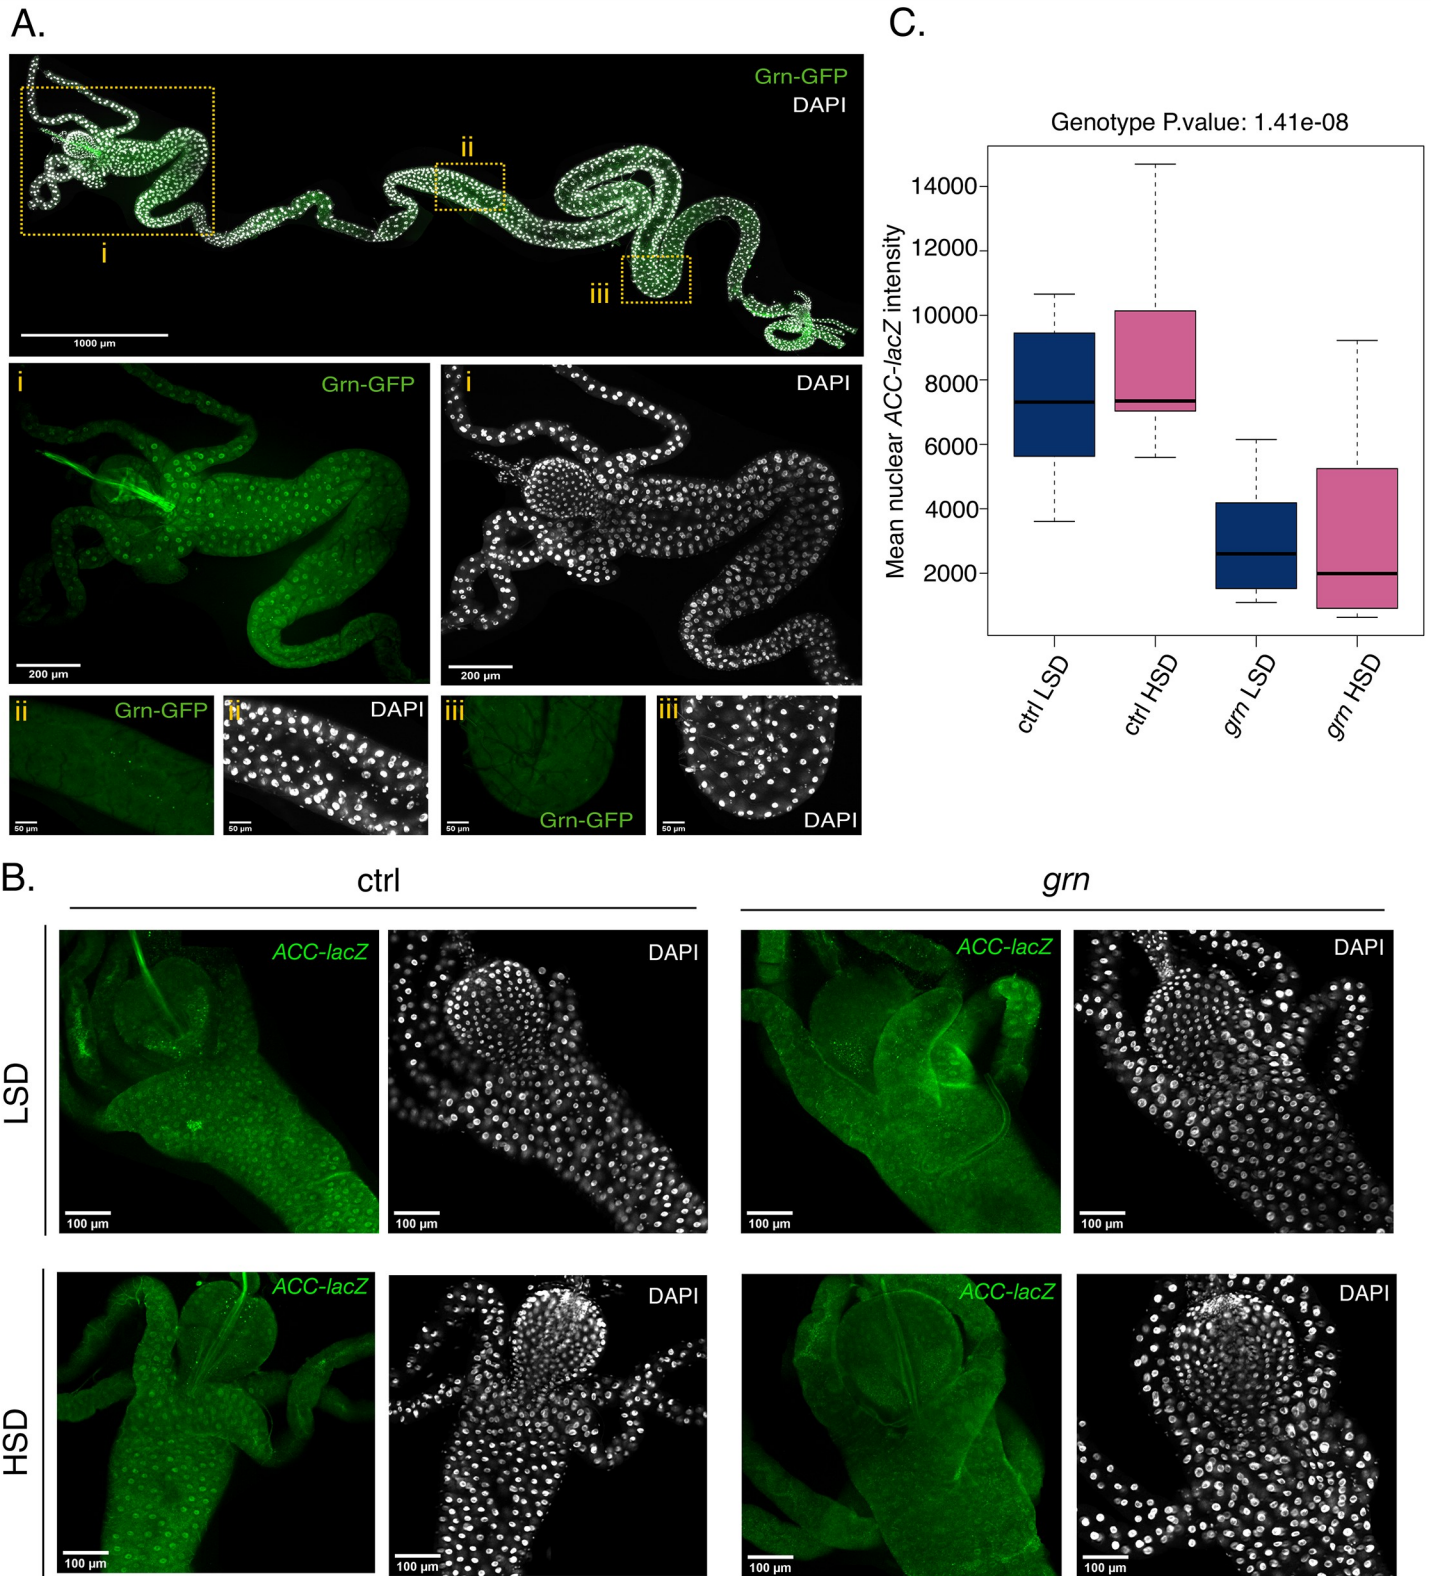 A.
Grn-GFP
DAPI
i
ii
iii
1000 µm
i
Grn-GFP
200 µm
i
DAPI
200 µm
ii
Grn-GFP
50 µm
ii
DAPI
50 µm
iii
Grn-GFP
50 µm
iii
DAPI
50 µm
C.
Genotype P.value: 1.41e-08
Mean nuclear ACC-lacZ intensity
14000
12000
10000
8000
6000
4000
2000
ctrl LSD
ctrl HSD
grn LSD
grn HSD
B.
ctrl
grn
LSD
ACC-lacZ
100 µm
DAPI
100 µm
ACC-lacZ
100 µm
DAPI
100 µm
HSD
ACC-lacZ
100 µm
DAPI
100 µm
ACC-lacZ
100 µm
DAPI
100 µm